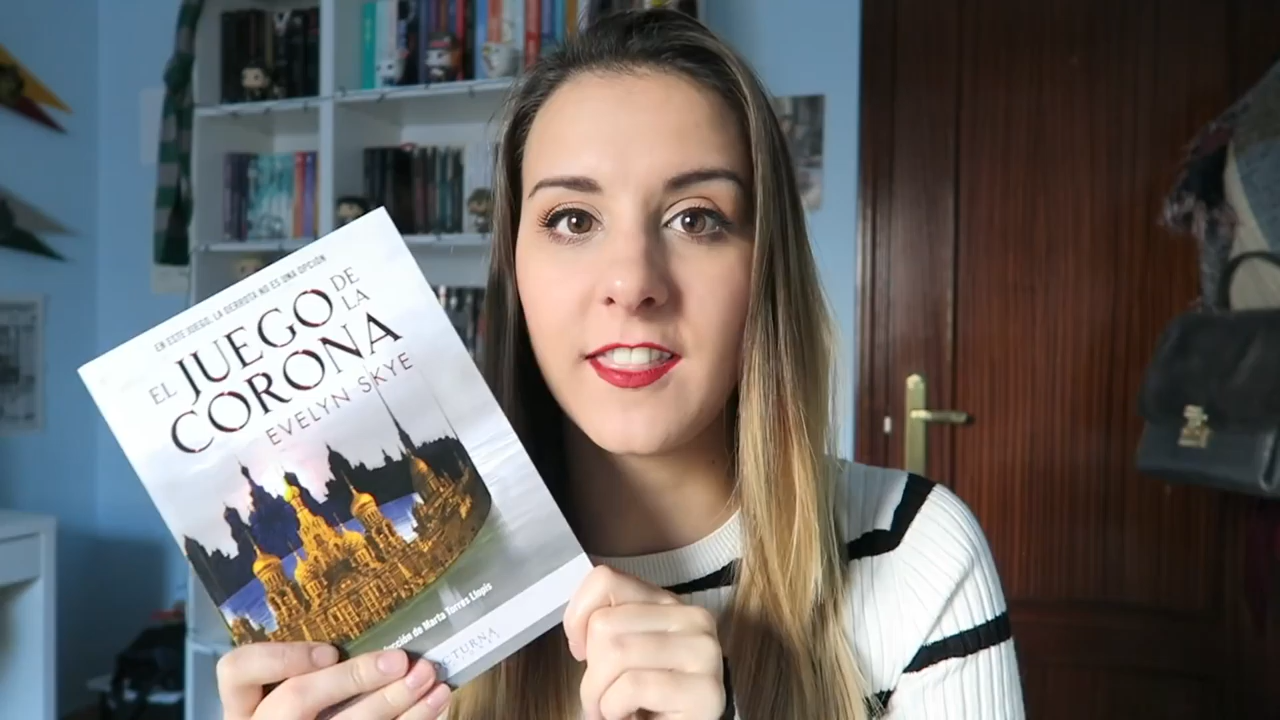 EN ESTE JUEGO, LA DERROTA NO ES UNA OPCIÓN
EL JUEGO DE LA
CORONA
EVELYN SKYE
de Marta Torres Llopis